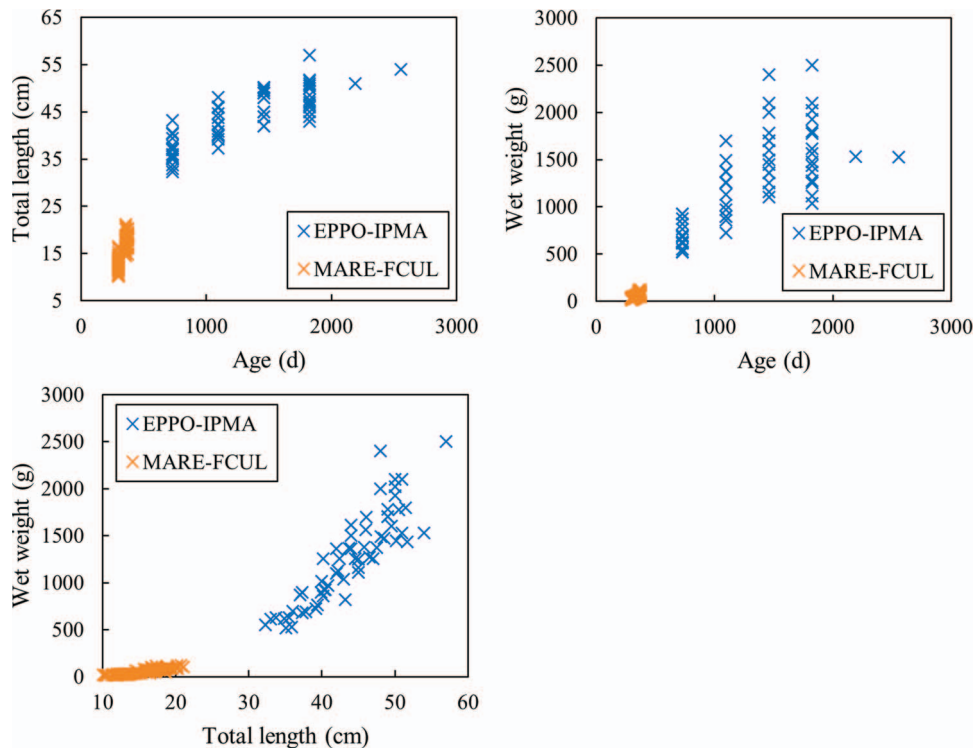 65
55
45
35
25
15
5
Total length (cm)
EPPO-IPMA
MARE-FCUL
0
1000
2000
3000
Age (d)
3000
2500
2000
1500
1000
500
0
Wet weight (g)
EPPO-IPMA
MARE-FCUL
0
1000
2000
3000
Age (d)
3000
2500
2000
1500
1000
500
0
Wet weight (g)
EPPO-IPMA
MARE-FCUL
10
20
30
40
50
60
Total length (cm)